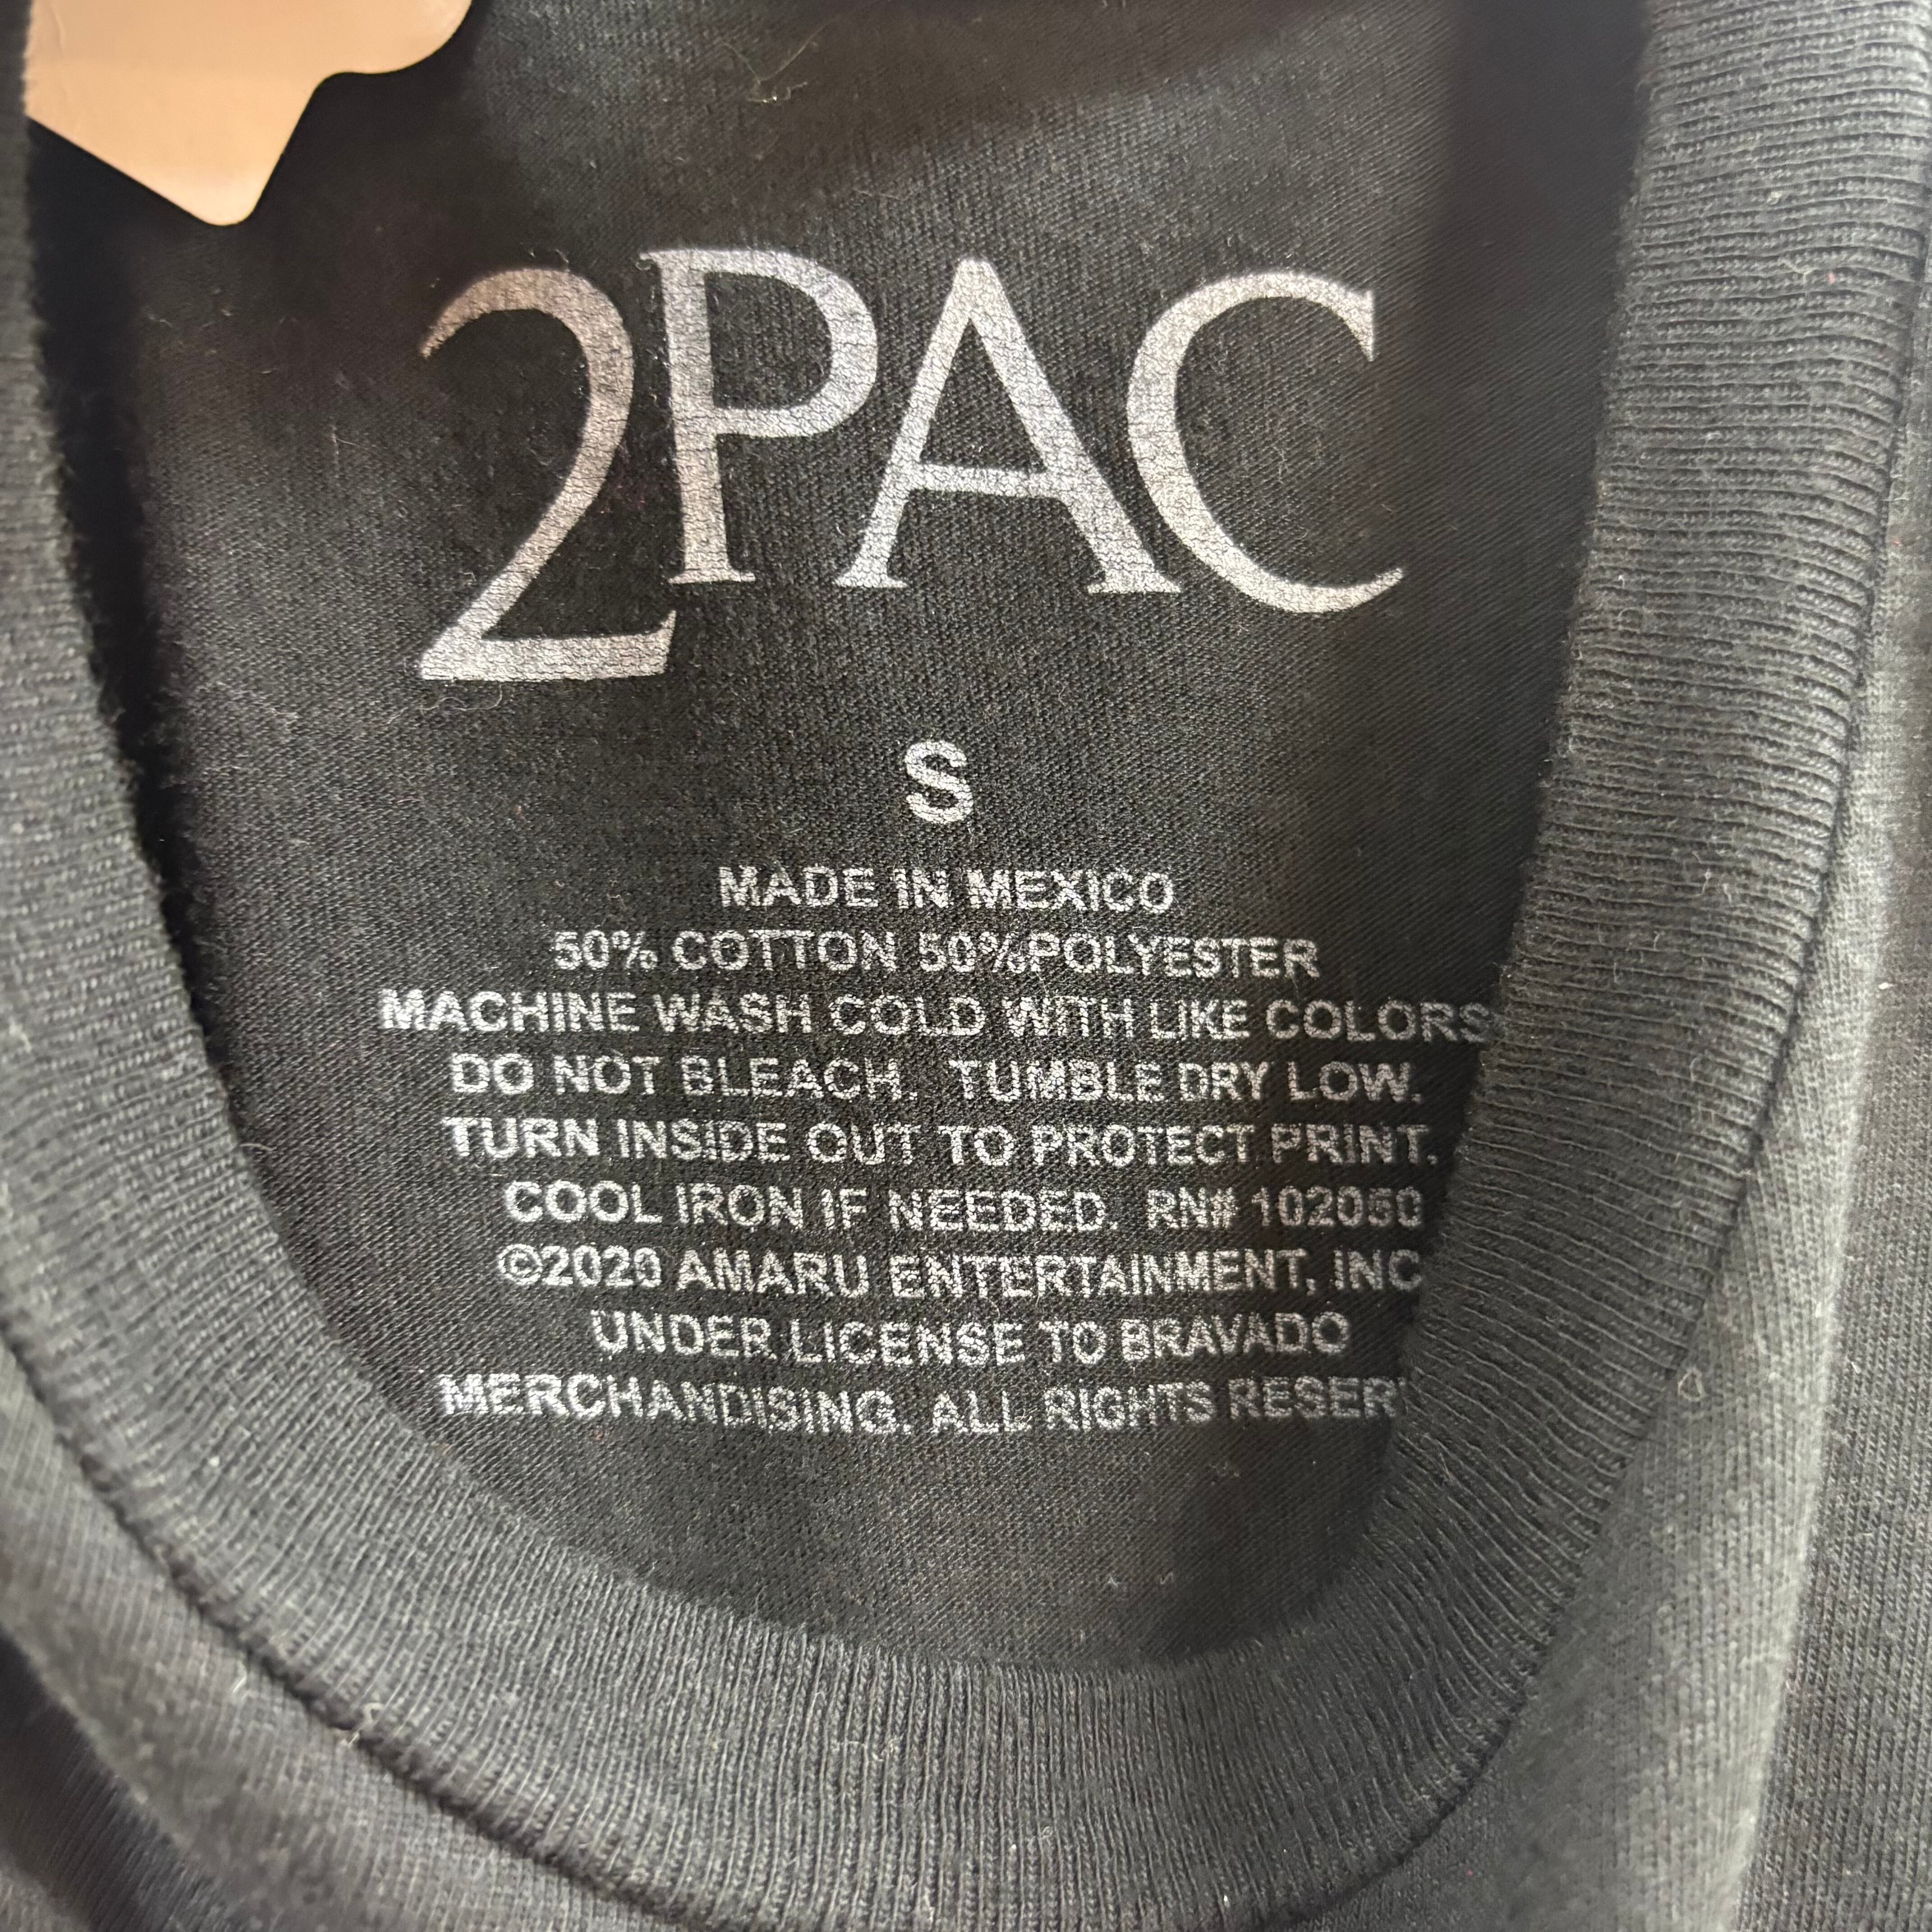 2PAC
S
MADE IN MEXICO
50% COTTON 50%POLYESTER
MACHINE WASH COLD WITH LIKE COLORS
DO NOT BLEACH. TUMBLE DRY LOW.
TURN INSIDE OUT TO PROTECT PRINT.
COOL IRON IF NEEDED. RN# 102050
©2020 AMARU ENTERTAINMENT, INC
UNDER LICENSE TO BRAVADO
MERCHANDISING. ALL RIGHTS RESER